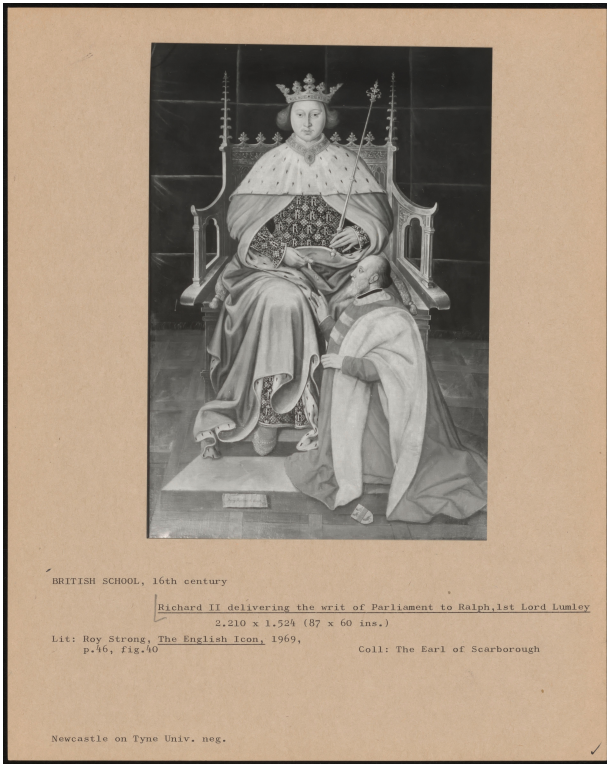 BRITISH SCHOOL, 16th century
Richard II delivering the writ of Parliament to Ralph,1st Lord Lumley
2.210 x 1.524 (87 x 60 ins.)
Lit: Roy Strong, The English Icon, 1969,
p.46, fig.40
Coll: The Earl of Scarborough
Newcastle on Tyne Univ. neg.